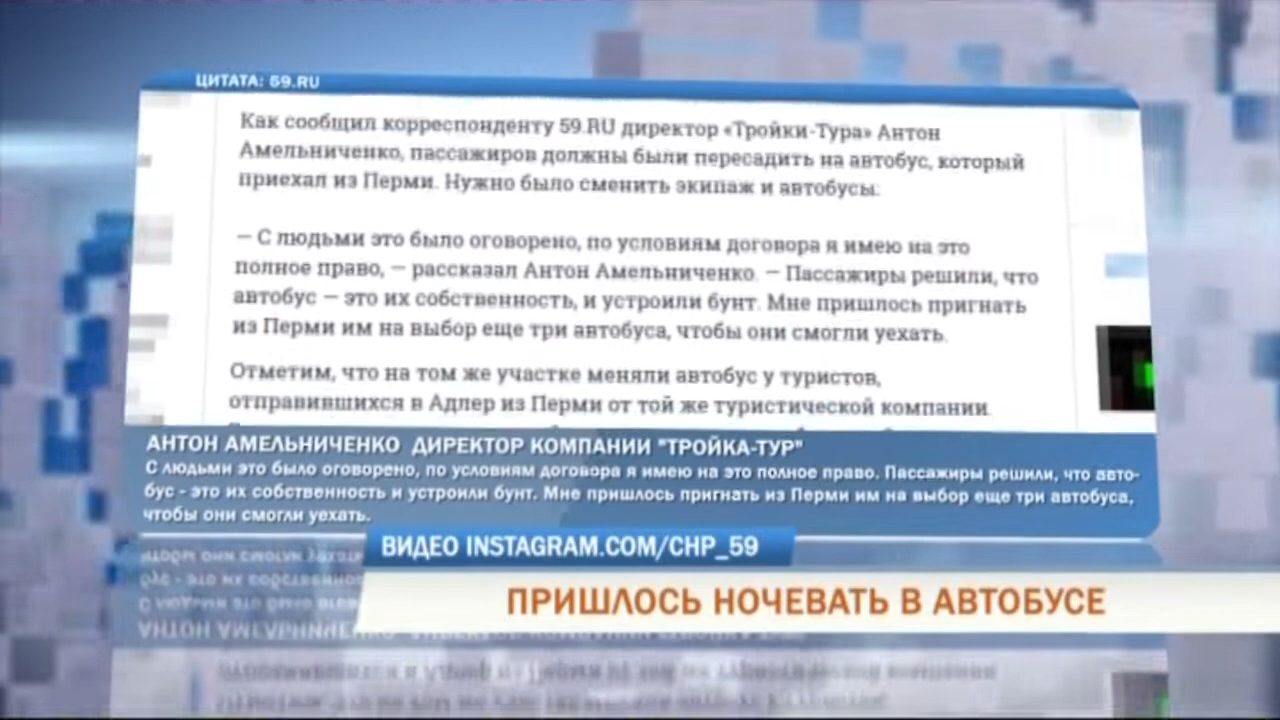 ЦИТАТА: 59.RU
Как сообщил корреспонденту 59.RU директор «Тройки-Тура» Антон
Амельниченко, пассажиров должны были пересадить на автобус, который
приехал из Перми. Нужно было сменить экипаж и автобусы:
— С людьми это было оговорено, по условиям договора я имею на это
полное право, — рассказал Антон Амельниченко. — Пассажиры решили, что
автобус — это их собственность, и устроили бунт. Мне пришлось пригнать
из Перми им на выбор еще три автобуса, чтобы они смогли уехать.
Отметим, что на том же участке меняли автобус у туристов,
отправившихся в Адлер из Перми от той же туристической компании.
АНТОН АМЕЛЬНИЧЕНКО ДИРЕКТОР КОМПАНИИ "ТРОЙКА-ТУР"
С людьми это было оговорено, по условиям договора я имею на это полное право. Пассажиры решили, что авто-
бус - это их собственность и устроили бунт. Мне пришлось пригнать из Перми им на выбор еще три автобуса,
чтобы они смогли уехать.
ВИДЕО INSTAGRAM.COM/CHP_59
ПРИШЛОСЬ НОЧЕВАТЬ В АВТОБУСЕ